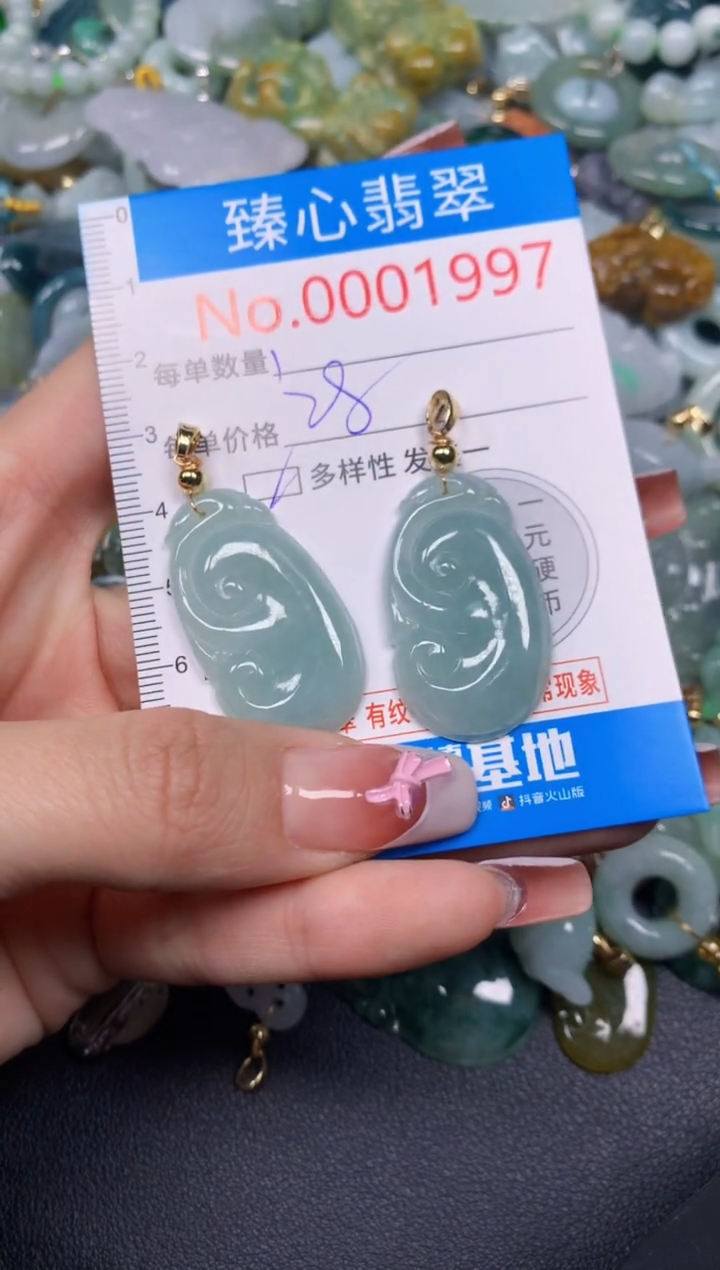 0
臻心翡翠
1
No.0001997
2
每单数量 1
28
3
每单价格
多样性 发
一
4
一
元
硬
币
6
有纹
现象
基地
抖音火山版